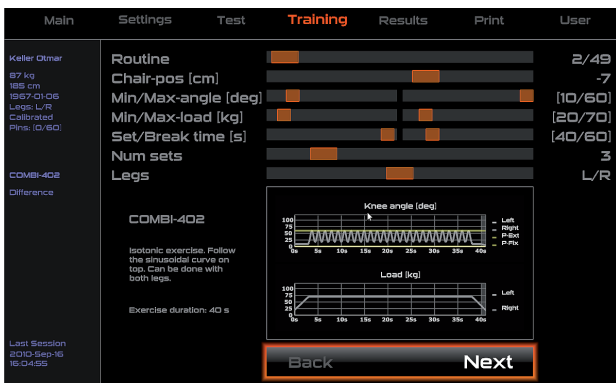 Main Settings Test Training Results Print User
Keller Otmar
87 kg
185 cm
1967-01-06
Legs: L/R
Calibrated
Pins: [0/60]
COMBI-402
Difference
Last Session
2010-Sep-16
16:04:55
Routine 2/49
Chair-pos [cm] -7
Min/Max-angle [deg] [10/60]
Min/Max-load [kg] [20/70]
Set/Break time [s] [40/60]
Num sets 3
Legs L/R
COMBI-402
Isotonic exercise. Follow
the sinusoidal curve on
top. Can be done with
both legs.
Exercise duration: 40 s
Knee angle [deg]
100
75
50
25
0
0s 5s 10s 15s 20s 25s 30s 35s 40s
Left
Right
P-Ext
P-Fix
Load [kg]
100
75
50
25
0
0s 5s 10s 15s 20s 25s 30s 35s 40s
Left
Right
Back Next